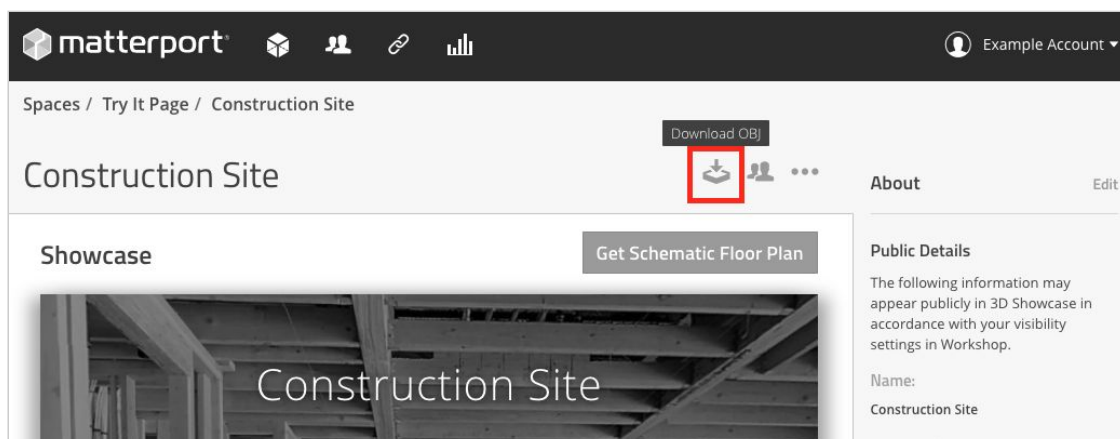 matterport
Example Account
Spaces / Try It Page / Construction Site
Download OBJ
Construction Site
About
Edit
Showcase
Get Schematic Floor Plan
Public Details
The following information may
appear publicly in 3D Showcase in
accordance with your visibility
settings in Workshop.
Name:
Construction Site
Construction Site